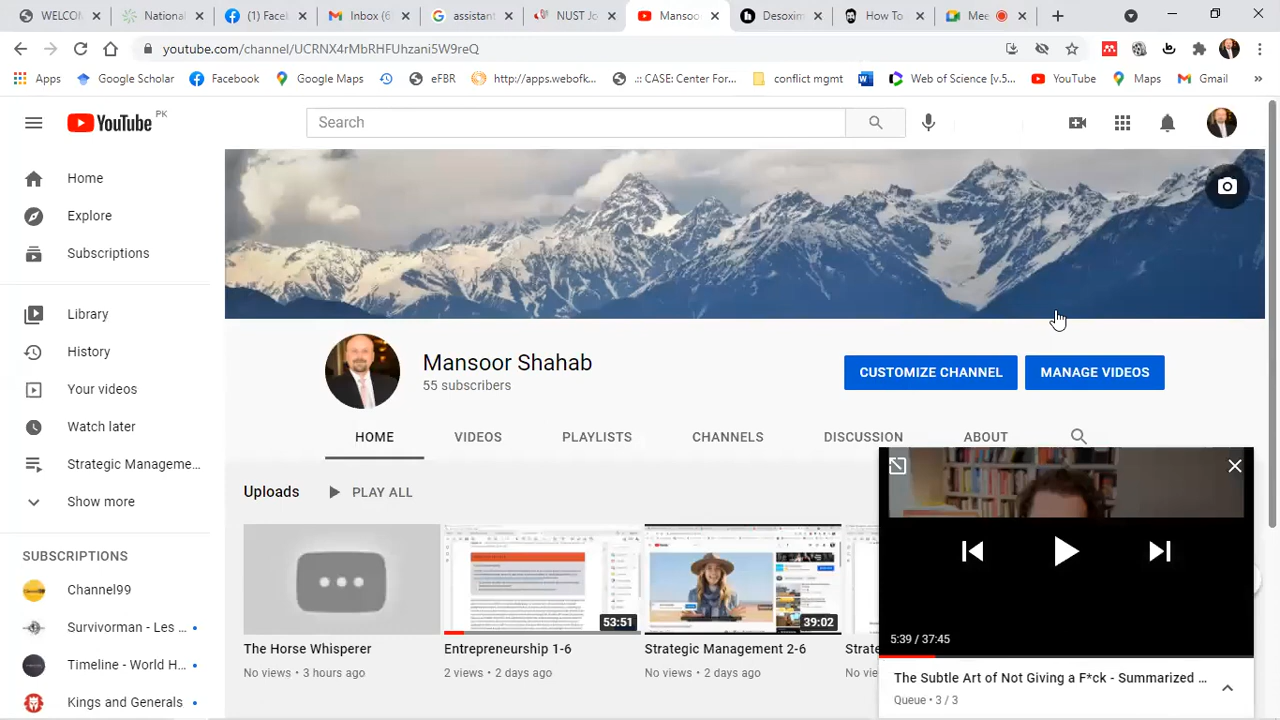 WELCO
National
(1) Face
Inbox (6
assistant
NUST Jo
Mansoo
Desoxim
How To
Mee
youtube.com/channel/UCRNX4rMbRHFUhzani5W9reQ
Apps
Google Scholar
Facebook
Google Maps
eFBR
http://apps.webofk...
.:: CASE: Center For...
conflict mgmt
Web of Science [v.5...
YouTube
Maps
Gmail
»
YouTube PK
Search
Home
Explore
Subscriptions
Library
History
Your videos
Watch later
Strategic Manageme...
Show more
SUBSCRIPTIONS
Channel99
Survivorman - Les ...
Timeline - World H...
Kings and Generals
Mansoor Shahab
55 subscribers
CUSTOMIZE CHANNEL
MANAGE VIDEOS
HOME
VIDEOS
PLAYLISTS
CHANNELS
DISCUSSION
ABOUT
Uploads
PLAY ALL
53:51
39:02
The Horse Whisperer
No views • 3 hours ago
Entrepreneurship 1-6
2 views • 2 days ago
Strategic Management 2-6
No views • 2 days ago
Strate
No vie
5:39 / 37:45
The Subtle Art of Not Giving a F*ck - Summarized ...
Queue • 3 / 3